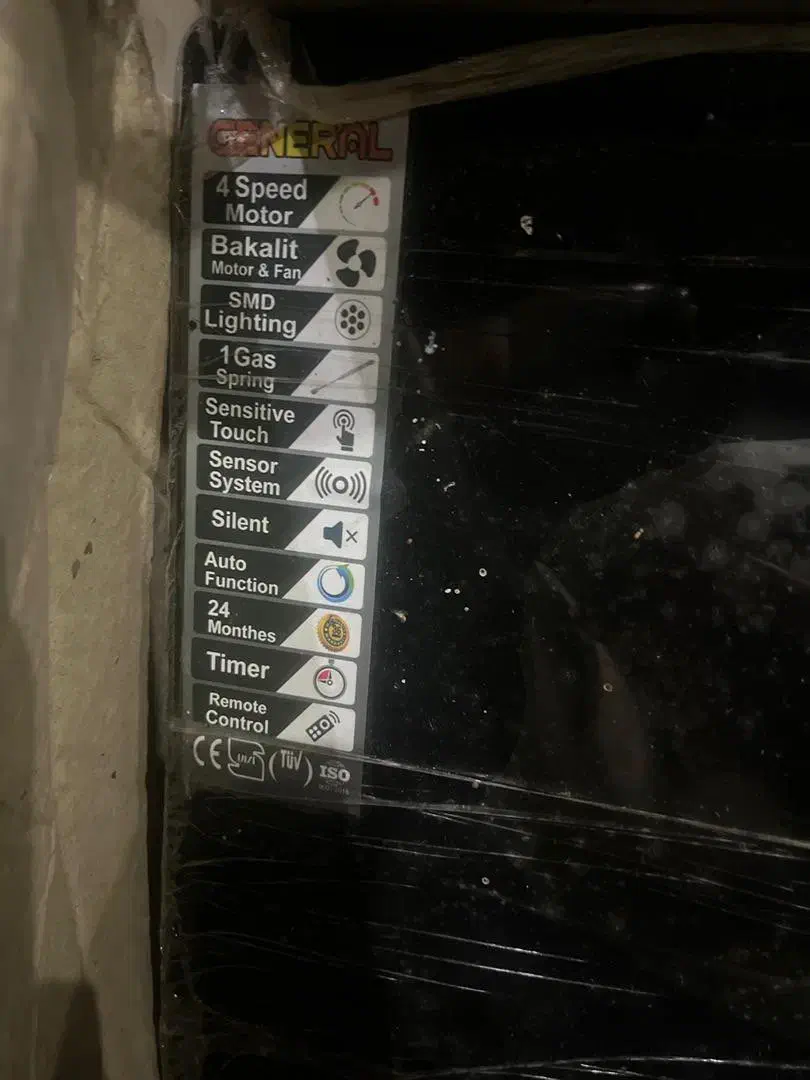 GENERAL
4 Speed
Motor
Bakalit
Motor & Fan
SMD
Lighting
1 Gas
Spring
Sensitive
Touch
Sensor
System
Silent
Auto
Function
24
Monthes
Timer
Remote
Control
CE
TÜV
ISO